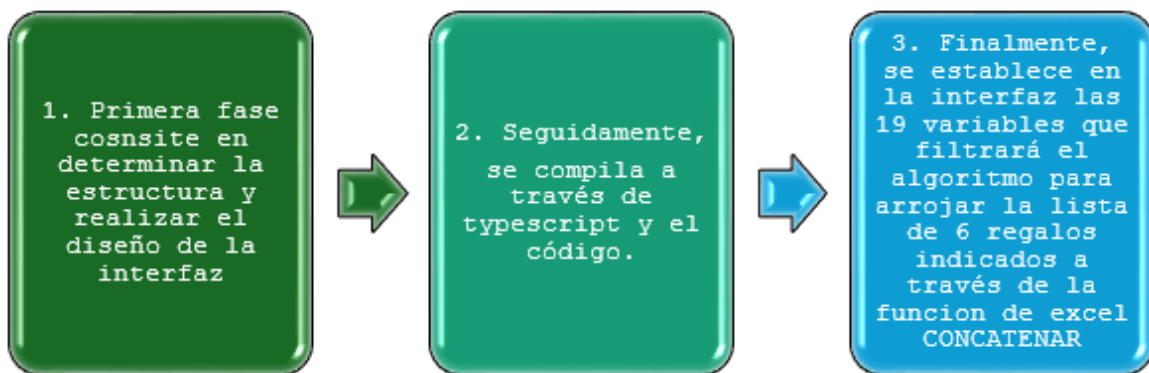 1. Primera fase
cosnsite en
determinar la
estructura y
realizar el
diseño de la
interfaz
2. Seguidamente,
se compila a
través de
typescript y el
código.
3. Finalmente,
se establece en
la interfaz las
19 variables que
filtrará el
algoritmo para
arrojar la lista
de 6 regalos
indicados a
través de la
funcion de excel
CONCATENAR